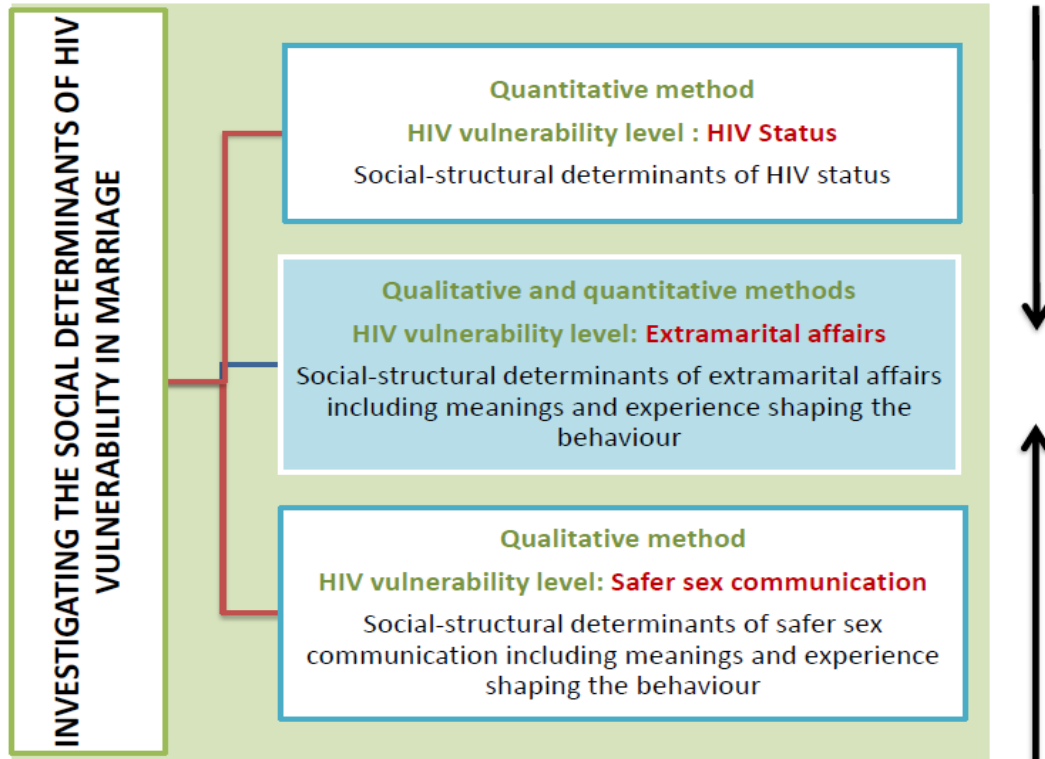 INVESTIGATING THE SOCIAL DETERMINANTS OF HIV
VULNERABILITY IN MARRIAGE
Quantitative method
HIV vulnerability level : HIV Status
Social-structural determinants of HIV status
Qualitative and quantitative methods
HIV vulnerability level: Extramarital affairs
Social-structural determinants of extramarital affairs
including meanings and experience shaping the
behaviour
Qualitative method
HIV vulnerability level: Safer sex communication
Social-structural determinants of safer sex
communication including meanings and experience
shaping the behaviour